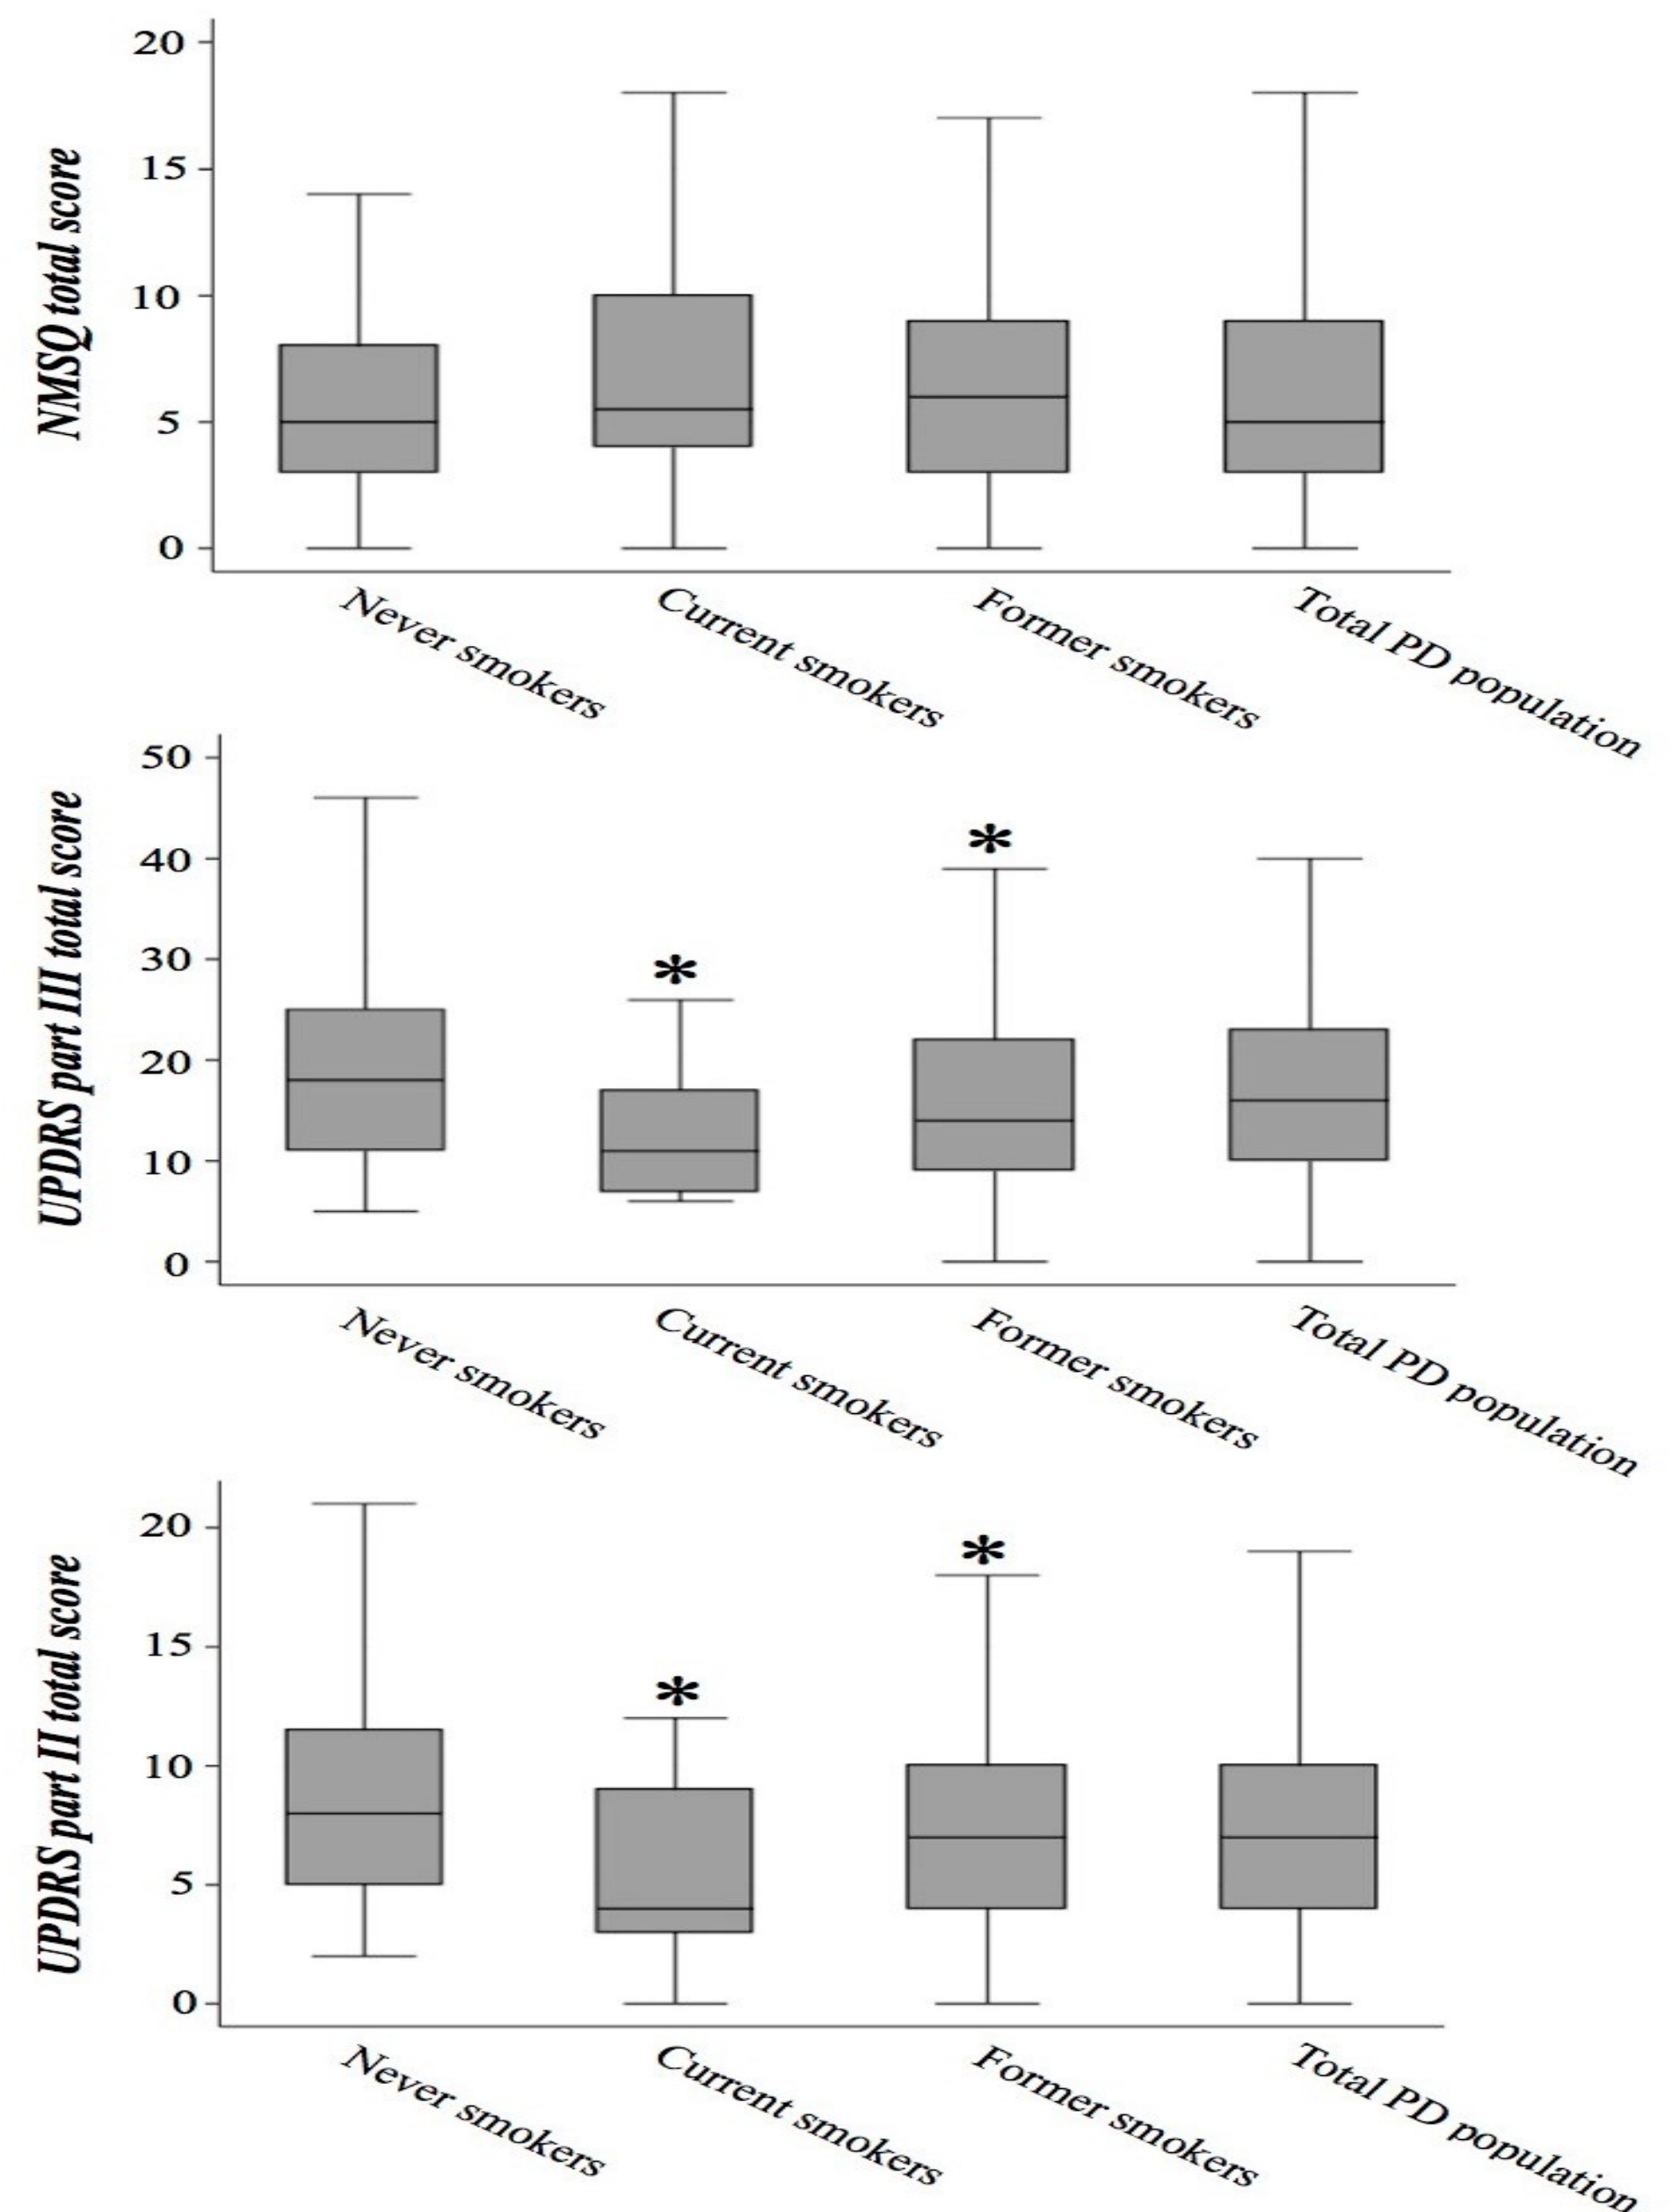 NMSQ total score
20
15
10
5
0
Never smokers
Current smokers
Former smokers
Total PD population
UPDRS part III total score
50
40
30
20
10
0
*
*
Never smokers
Current smokers
Former smokers
Total PD population
UPDRS part II total score
20
15
10
5
0
*
*
Never smokers
Current smokers
Former smokers
Total PD population